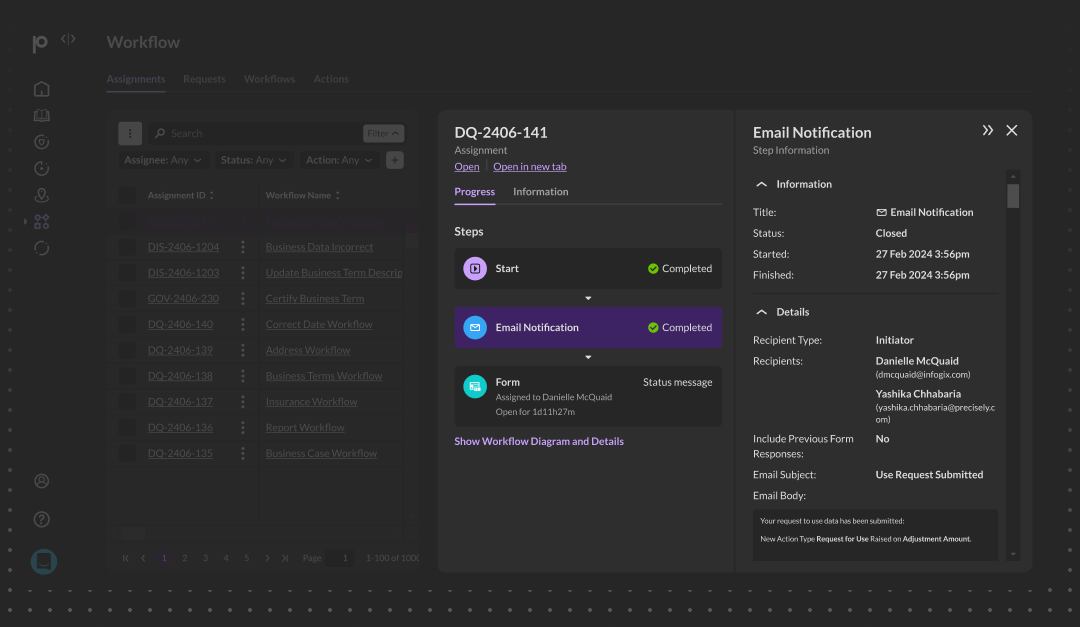 Workflow
Assignments Requests Workflows Actions
Search
Filter
Assignee: Any Status: Any Action: Any
Assignment ID Workflow Name
DIS-2406-1204 Business Data Incorrect
DIS-2406-1203 Update Business Term Descrip
GOV-2406-230 Certify Business Term
DQ-2406-140 Correct Date Workflow
DQ-2406-139 Address Workflow
DQ-2406-138 Business Terms Workflow
DQ-2406-137 Insurance Workflow
DQ-2406-136 Report Workflow
DQ-2406-135 Business Case Workflow
1 2 3 4 5 Page 1 1-100 of 1000
DQ-2406-141
Assignment
Open Open in new tab
Progress Information
Steps
Start Completed
Email Notification Completed
Form Status message
Assigned to Danielle McQuaid
Open for 1d11h27m
Show Workflow Diagram and Details
Email Notification
Step Information
Information
Title: Email Notification
Status: Closed
Started: 27 Feb 2024 3:56pm
Finished: 27 Feb 2024 3:56pm
Details
Recipient Type: Initiator
Recipients: Danielle McQuaid
(dmcquaid@infogix.com)
Yashika Chhabaria
(yashika.chhabaria@precisely.c
om)
Include Previous Form No
Responses:
Email Subject: Use Request Submitted
Email Body:
Your request to use data has been submitted:
New Action Type Request for Use Raised on Adjustment Amount.